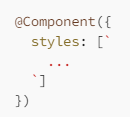 @Component({
  styles: [`
    ...
  `]
})